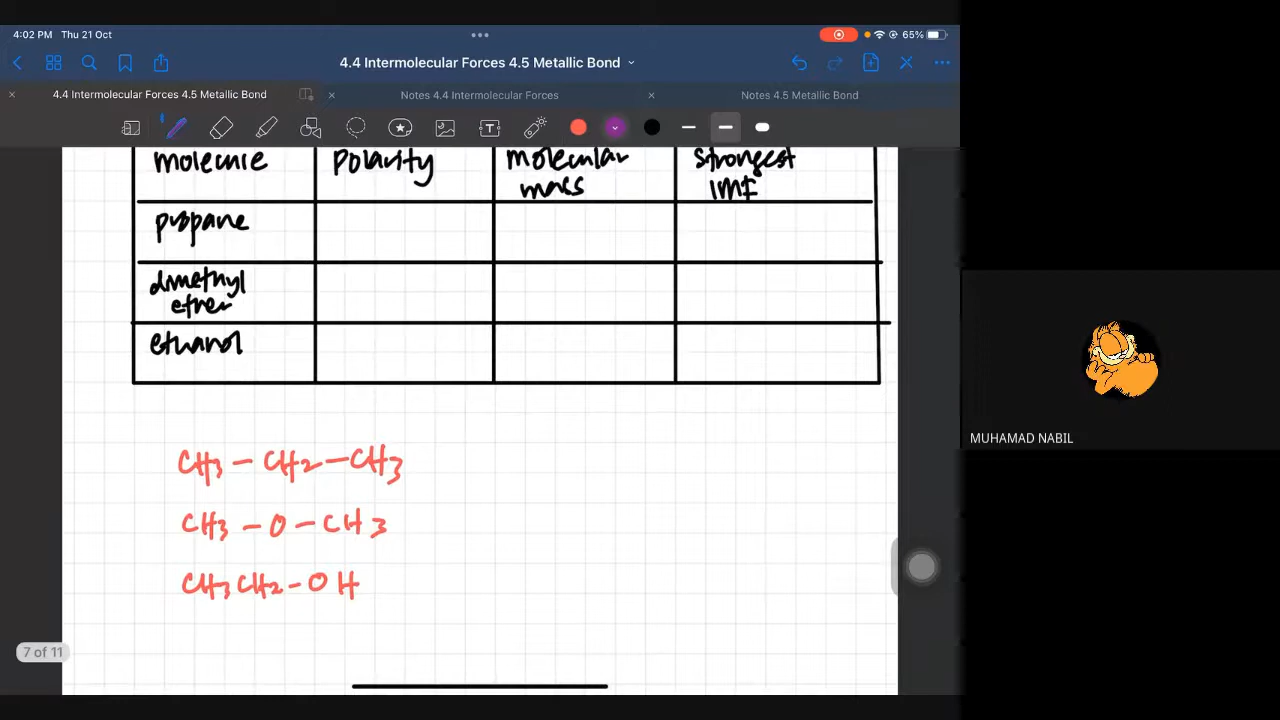 4:02 PM Thu 21 Oct
65%
4.4 Intermolecular Forces 4.5 Metallic Bond
4.4 Intermolecular Forces 4.5 Metallic Bond
Notes 4.4 Intermolecular Forces
Notes 4.5 Metallic Bond
molecule
polarity
molecular
mass
strongest
IMF
propane
dimethyl
ether
ethanol
CH3 - CH2 - CH3
CH3 - O - CH3
CH3CH2 - OH
7 of 11
MUHAMAD NABIL